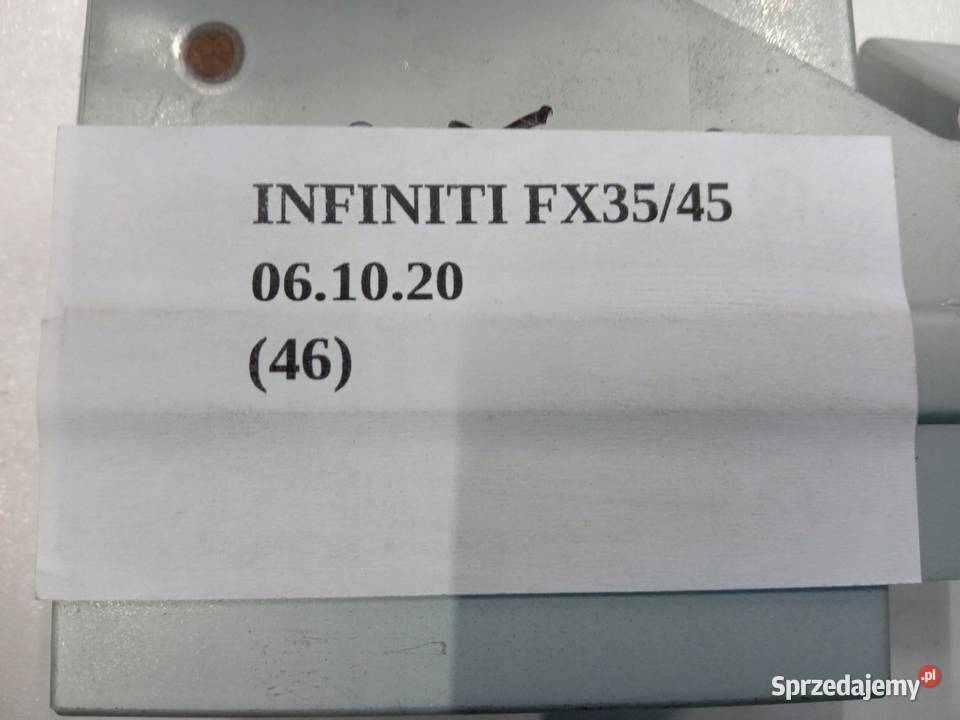 INFINITI FX35/45
06.10.20
(46)
Sprzedajemy.pl